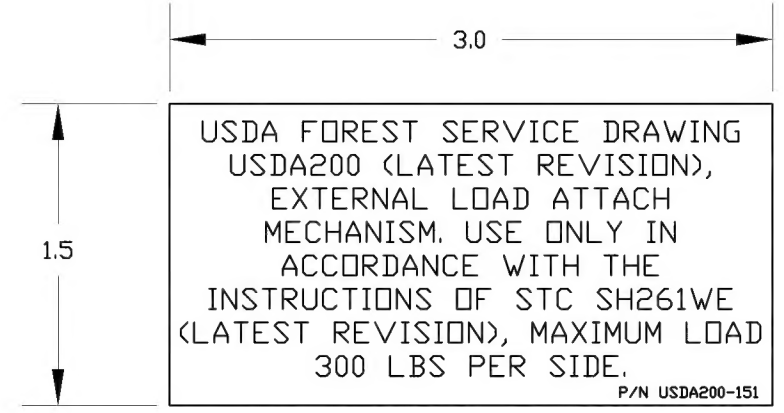 3.0
1.5
USDA FOREST SERVICE DRAWING
USDA200 (LATEST REVISION),
EXTERNAL LOAD ATTACH
MECHANISM. USE ONLY IN
ACCORDANCE WITH THE
INSTRUCTIONS OF STC SH261WE
(LATEST REVISION), MAXIMUM LOAD
300 LBS PER SIDE.
P/N USDA200-151